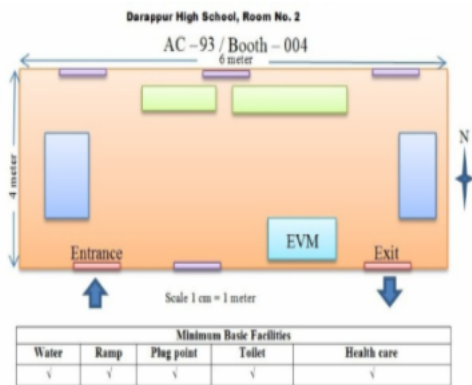 Darappur High School, Room No. 2
AC – 93 / Booth – 004
6 meter
4 meter
N
EVM
Entrance
Exit
Scale 1 cm = 1 meter
Minimum Basic Facilities
Water Ramp Plug point Toilet Health care
√ √ √ √ √